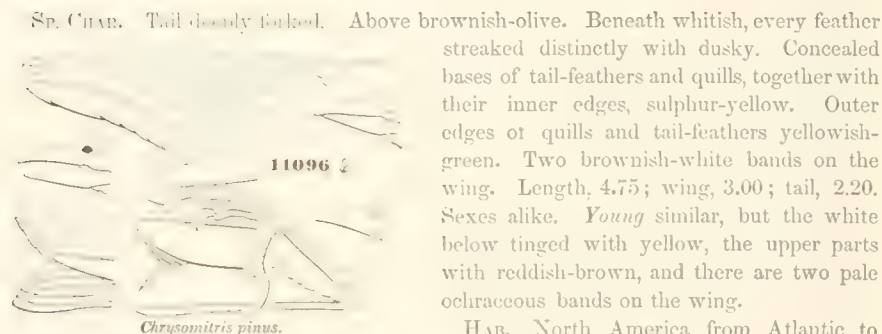 Sp. Char. Tail deeply forked. Above brownish-olive. Beneath whitish, every feather
streaked distinctly with dusky. Concealed
bases of tail-feathers and quills, together with
their inner edges, sulphur-yellow. Outer
edges of quills and tail-feathers yellowish-
green. Two brownish-white bands on the
wing. Length, 4.75; wing, 3.00; tail, 2.20.
Sexes alike. Young similar, but the white
below tinged with yellow, the upper parts
with reddish-brown, and there are two pale
ochraceous bands on the wing.
Hab. North America from Atlantic to
11096
Chrysomitris pinus.